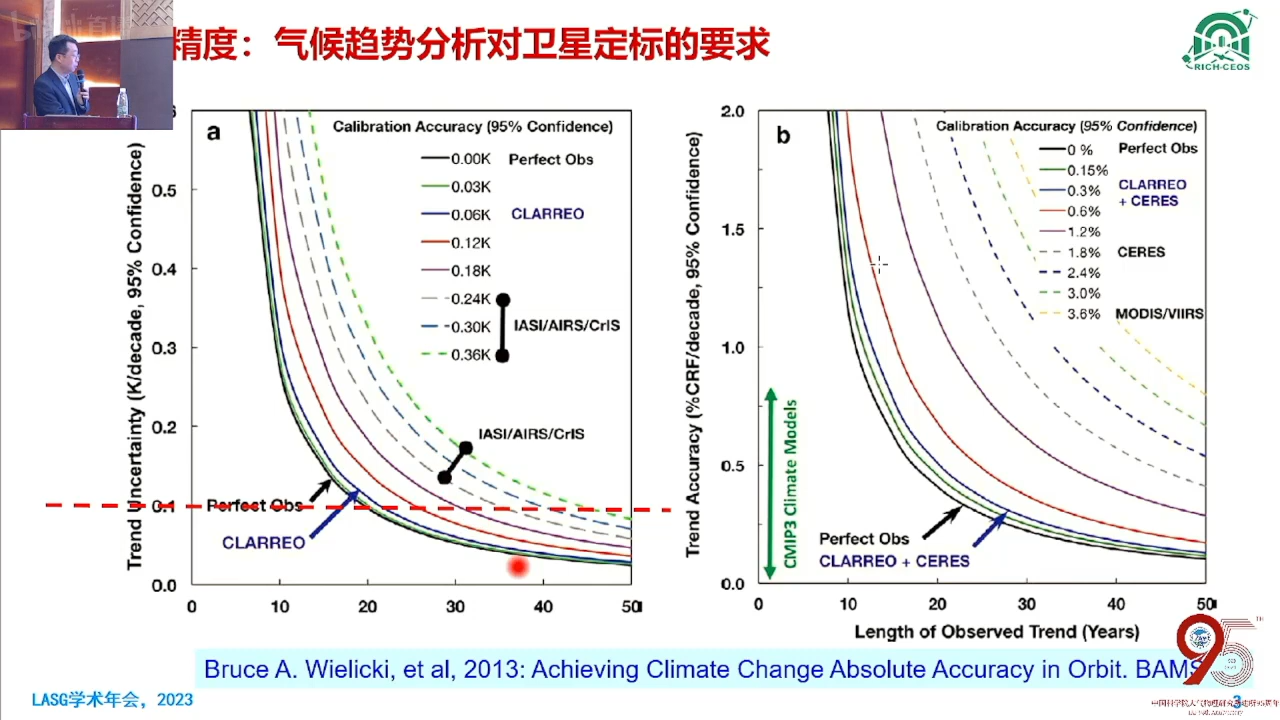 精度：气候趋势分析对卫星定标的要求
RICH-CEOS
a
Calibration Accuracy (95% Confidence)
0.00K Perfect Obs
0.03K
0.06K CLARREO
0.12K
0.18K
0.24K
0.30K IASI/AIRS/CrIS
0.36K
IASI/AIRS/CrIS
Perfect Obs
CLARREO
Trend Uncertainty (K/decade, 95% Confidence)
0.5
0.4
0.3
0.2
0.1
0.0
0 10 20 30 40 50
b
Calibration Accuracy (95% Confidence)
0 % Perfect Obs
0.15%
0.3% CLARREO
+ CERES
0.6%
1.2%
1.8% CERES
2.4%
3.0%
3.6% MODIS/VIIRS
CMIP3 Climate Models
Perfect Obs
CLARREO + CERES
Trend Accuracy (%CRF/decade, 95% Confidence)
2.0
1.5
1.0
0.5
0.0
0 10 20 30 40 50
Length of Observed Trend (Years)
Bruce A. Wielicki, et al, 2013: Achieving Climate Change Absolute Accuracy in Orbit. BAMS
LASG学术年会，2023
95
TH
3